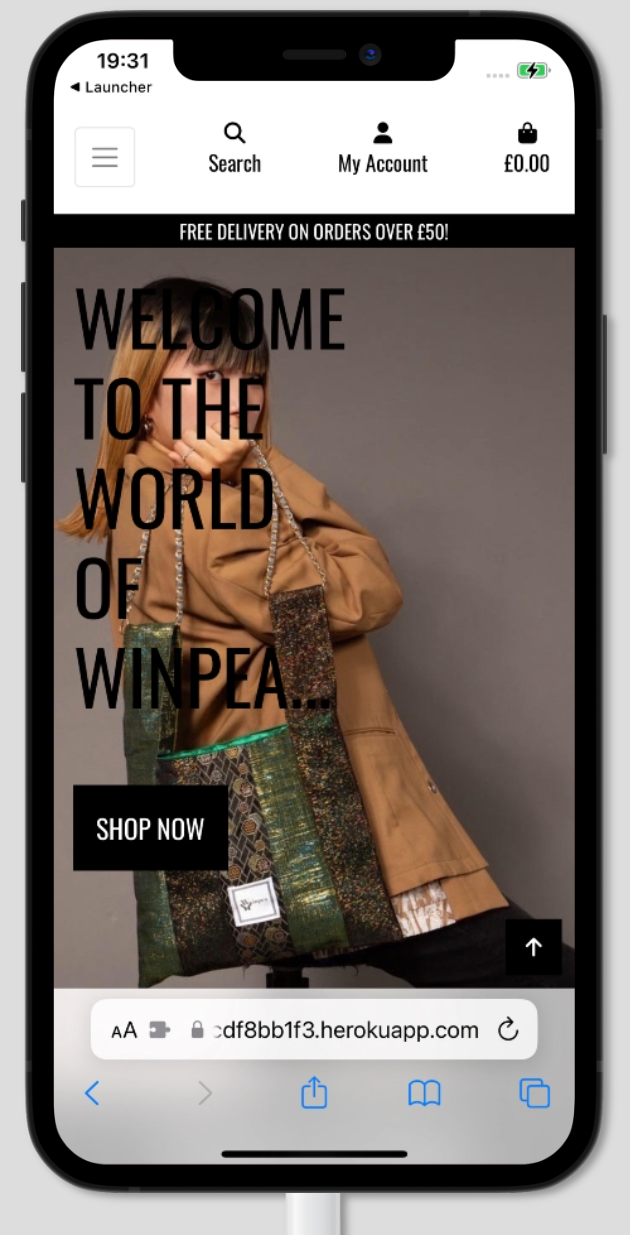 19:31
◀ Launcher
Search
My Account
£0.00
FREE DELIVERY ON ORDERS OVER £50!
WELCOME
TO THE
WORLD
OF
WINPEA...
SHOP NOW
winpea
AA
cdf8bb1f3.herokuapp.com